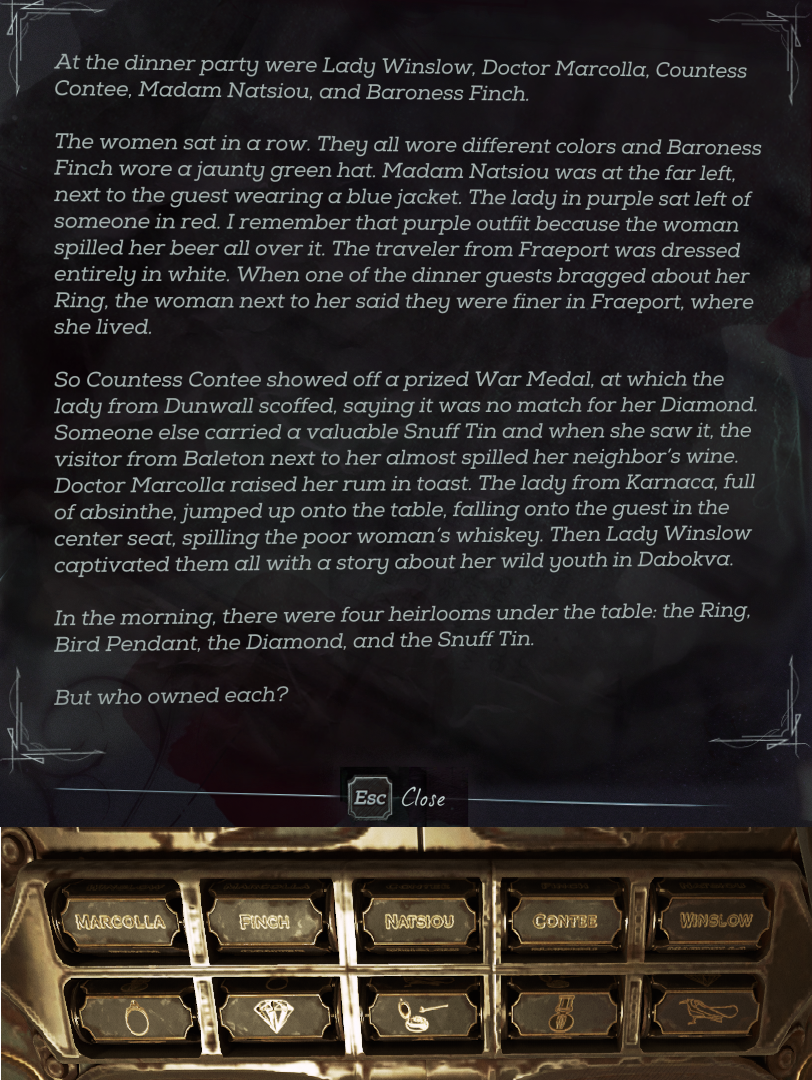 At the dinner party were Lady Winslow, Doctor Marcolla, Countess
Contee, Madam Natsiou, and Baroness Finch.
The women sat in a row. They all wore different colors and Baroness
Finch wore a jaunty green hat. Madam Natsiou was at the far left,
next to the guest wearing a blue jacket. The lady in purple sat left of
someone in red. I remember that purple outfit because the woman
spilled her beer all over it. The traveler from Fraeport was dressed
entirely in white. When one of the dinner guests bragged about her
Ring, the woman next to her said they were finer in Fraeport, where
she lived.
So Countess Contee showed off a prized War Medal, at which the
lady from Dunwall scoffed, saying it was no match for her Diamond.
Someone else carried a valuable Snuff Tin and when she saw it, the
visitor from Baleton next to her almost spilled her neighbor's wine.
Doctor Marcolla raised her rum in toast. The lady from Karnaca, full
of absinthe, jumped up onto the table, falling onto the guest in the
center seat, spilling the poor woman's whiskey. Then Lady Winslow
captivated them all with a story about her wild youth in Dabokva.
In the morning, there were four heirlooms under the table: the Ring,
Bird Pendant, the Diamond, and the Snuff Tin.
But who owned each?
Esc Close
MARCOLLA FINCH NATSIOU CONTEE WINSLOW